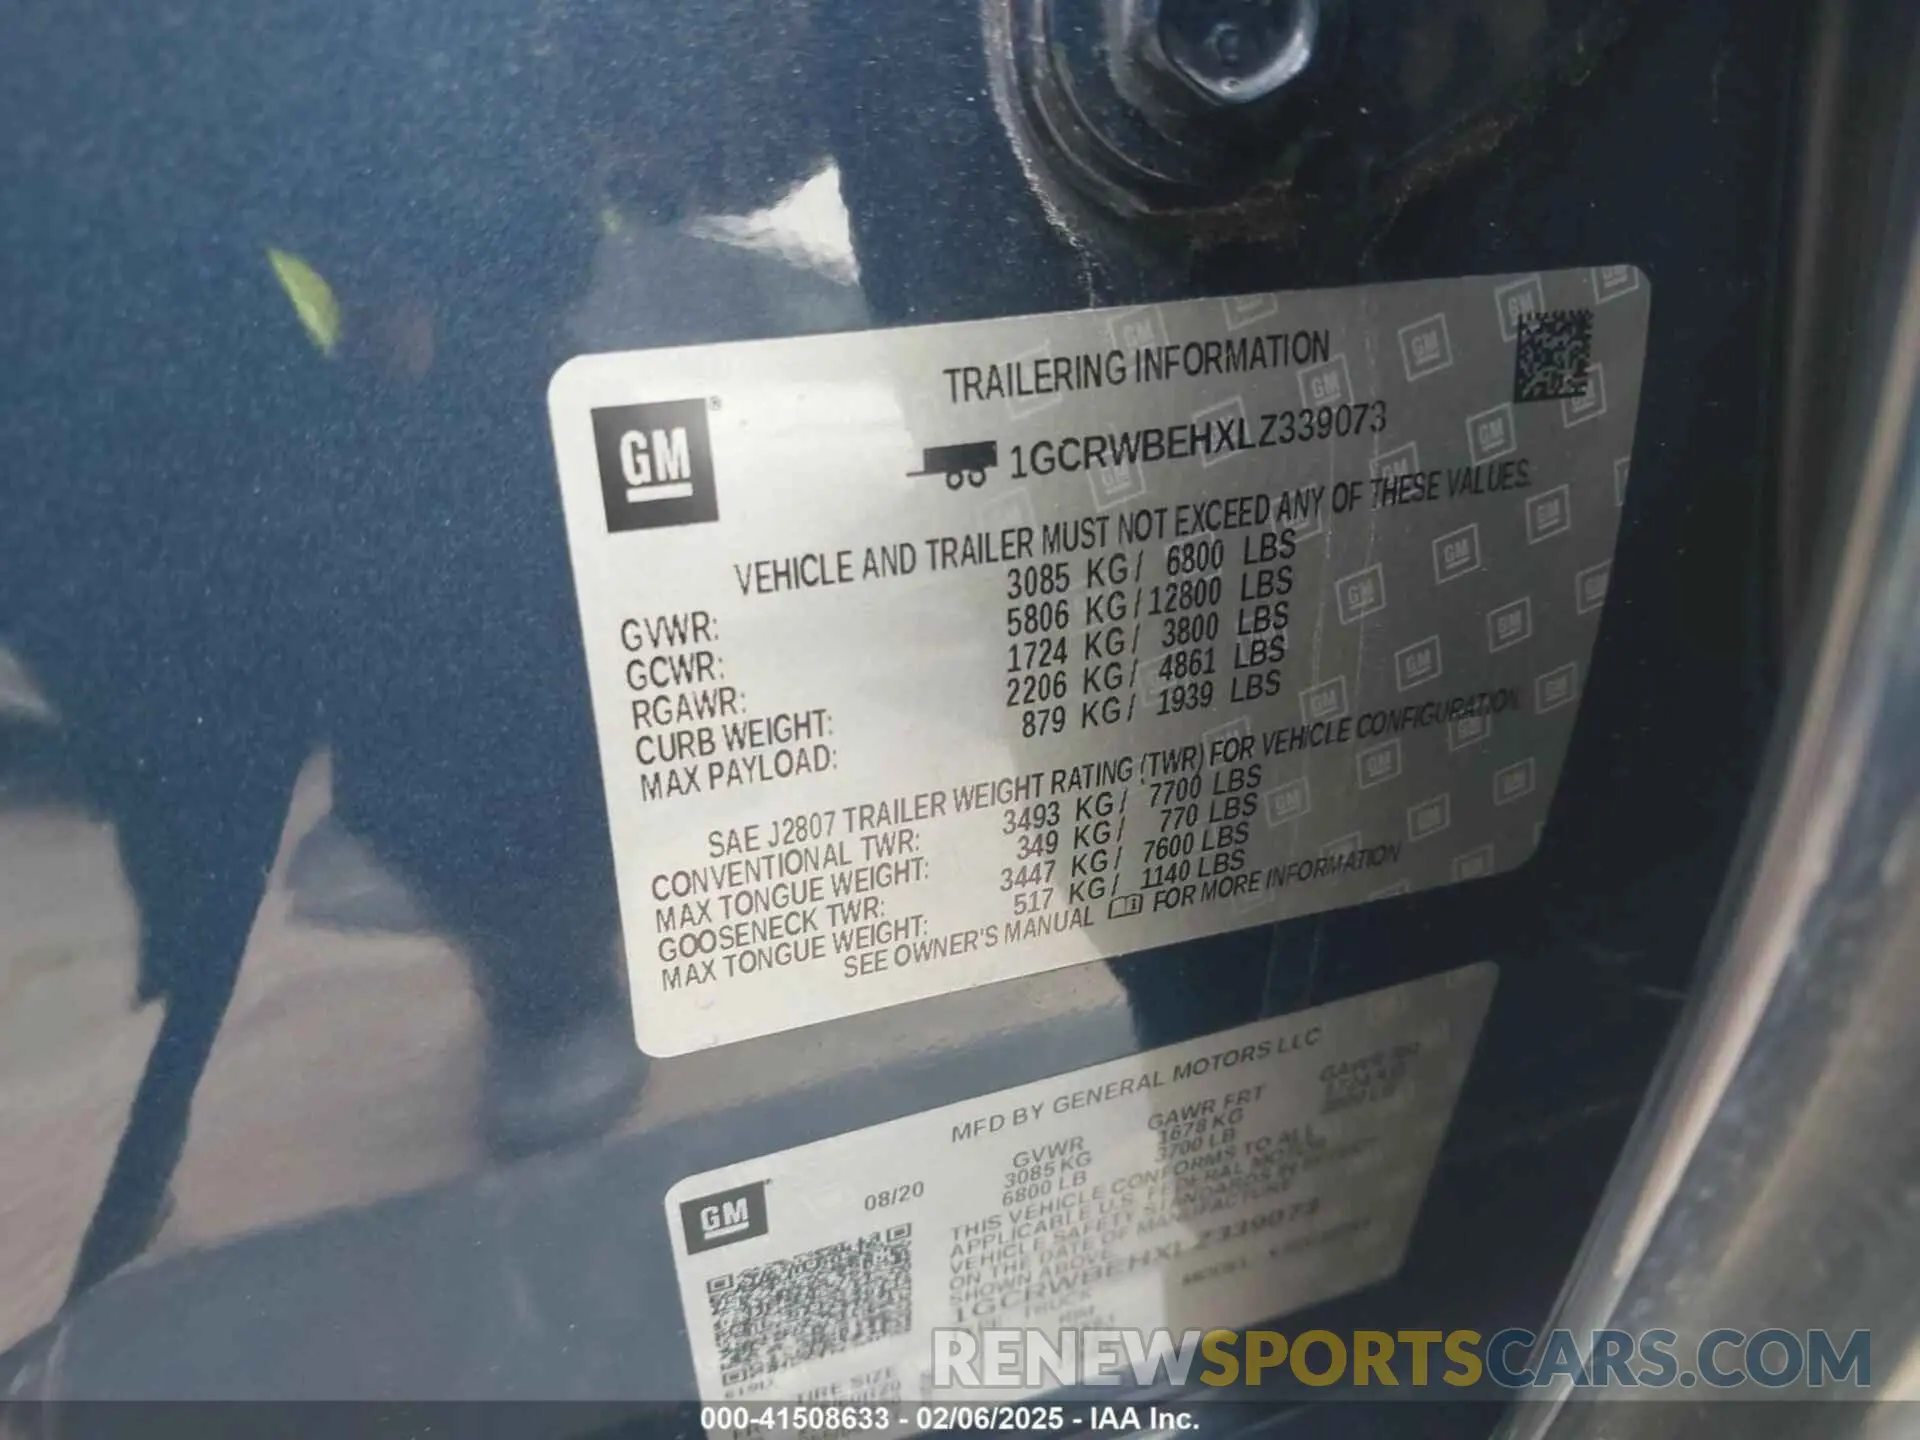 TRAILERING INFORMATION
GM
1GCRWBEHXLZ339073
VEHICLE AND TRAILER MUST NOT EXCEED ANY OF THESE VALUES.
GVWR: 3085 KG/ 6800 LBS
GCWR: 5806 KG/12800 LBS
RGAWR: 1724 KG/ 3800 LBS
CURB WEIGHT: 2206 KG/ 4861 LBS
MAX PAYLOAD: 879 KG/ 1939 LBS
SAE J2807 TRAILER WEIGHT RATING (TWR) FOR VEHICLE CONFIGURATION
CONVENTIONAL TWR: 3493 KG/ 7700 LBS
MAX TONGUE WEIGHT: 349 KG/ 770 LBS
GOOSENECK TWR: 3447 KG/ 7600 LBS
MAX TONGUE WEIGHT: 517 KG/ 1140 LBS
SEE OWNER'S MANUAL FOR MORE INFORMATION
MFD BY GENERAL MOTORS LLC
GM
08/20
GVWR GAWR FRT GAWR
3085 KG 1678 KG
6800 LB 3700 LB
THIS VEHICLE CONFORMS TO ALL
APPLICABLE U.S. FEDERAL MOTOR
VEHICLE SAFETY STANDARDS IN EFFECT
ON THE DATE OF MANUFACTURE
SHOWN ABOVE.
1GCRWBEHXLZ339073
TRUCK MODEL:
TIRE SIZE
RENEWSPORTSCARS.COM
000-41508633 - 02/06/2025 - IAA Inc.